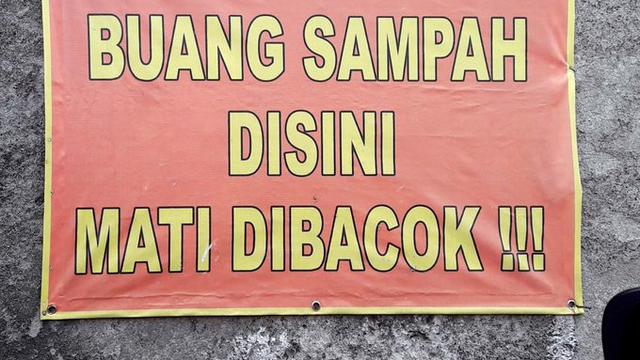 BUANG SAMPAH
DISINI
MATI DIBACOK !!!